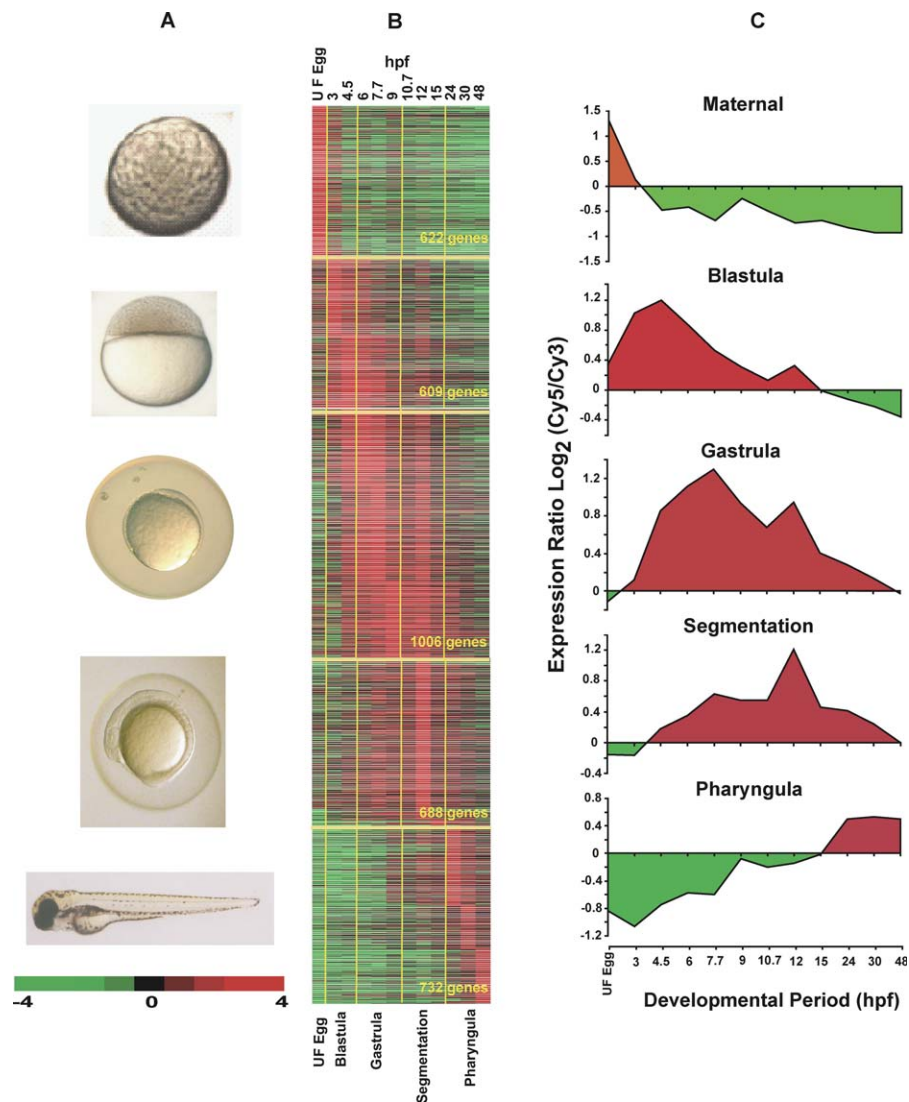 A
B
C
hpf
U F Egg
3
4.5
6
7.7
9
10.7
12
15
24
30
48
622 genes
609 genes
1006 genes
688 genes
732 genes
UF Egg
Blastula
Gastrula
Segmentation
Pharyngula
-4 0 4
Expression Ratio Log2 (Cy5/Cy3)
Maternal
1.5
1
0.5
0
-0.5
-1
-1.5
Blastula
1.2
0.8
0.4
0
-0.4
Gastrula
1.2
0.8
0.4
0
Segmentation
1.2
0.8
0.4
0
-0.4
Pharyngula
0.8
0.4
0
-0.4
-0.8
-1.2
UF Egg 3 4.5 6 7.7 9 10.7 12 15 24 30 48
Developmental Period (hpf)